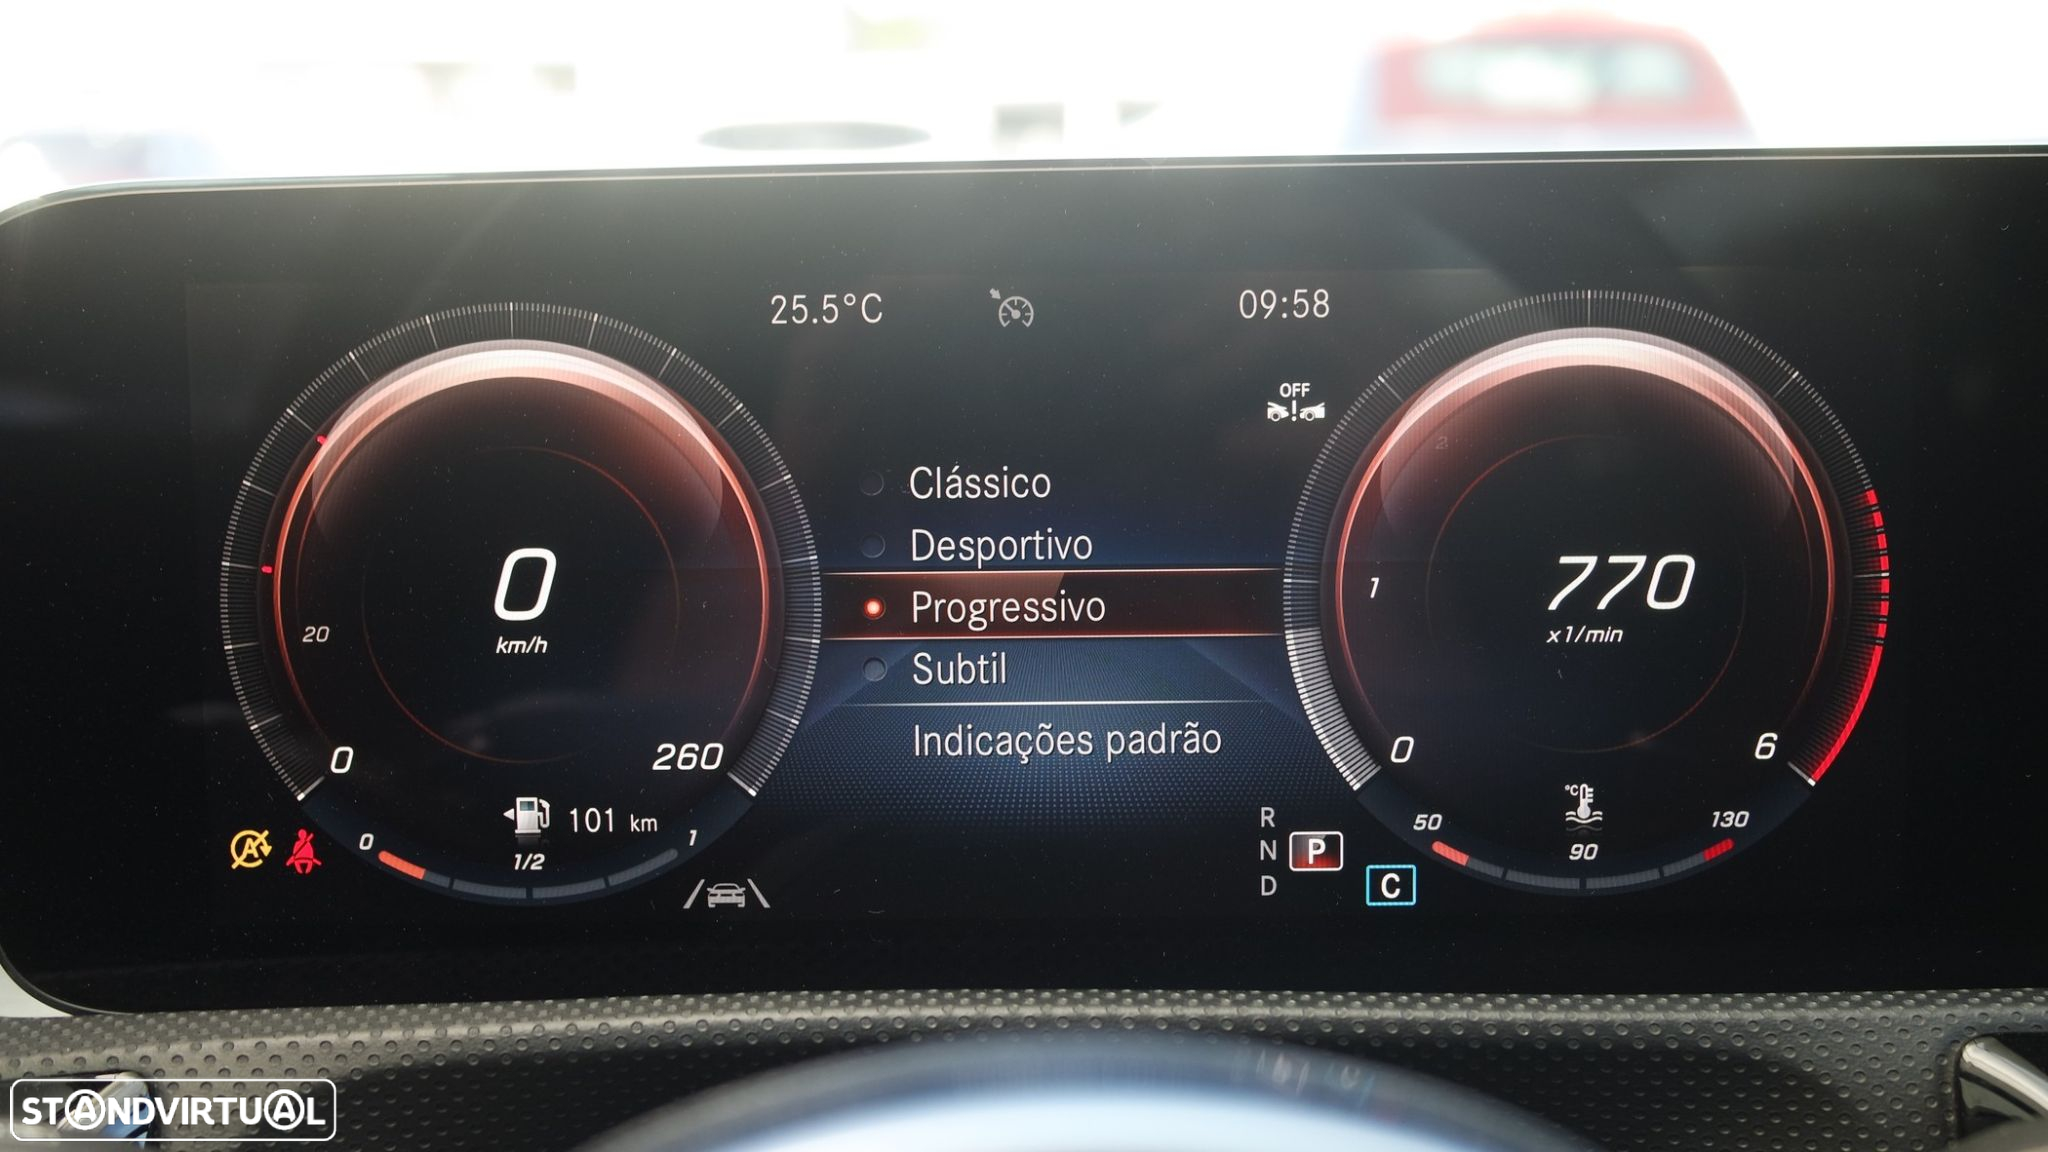 25.5°C
09:58
OFF
Clássico
Desportivo
Progressivo
Subtil
Indicações padrão
0
km/h
20
0
260
101 km
0
1/2
1
770
x1/min
1
2
0
6
°C
50
90
130
R
N
D
P
C
A
STANDVIRTUAL